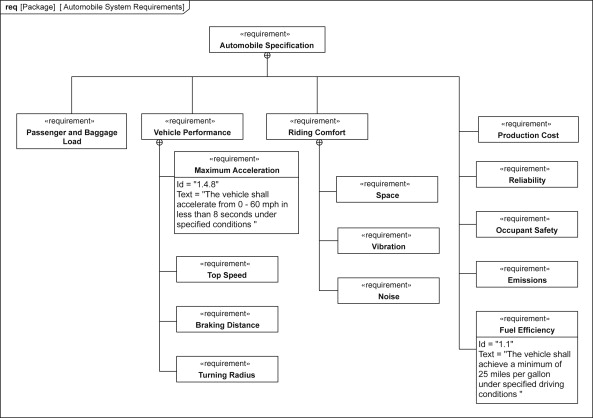 req [Package] [ Automobile System Requirements]
«requirement»
Automobile Specification
«requirement»
Passenger and Baggage
Load
«requirement»
Vehicle Performance
«requirement»
Riding Comfort
«requirement»
Production Cost
«requirement»
Maximum Acceleration
Id = "1.4.8"
Text = "The vehicle shall
accelerate from 0 - 60 mph in
less than 8 seconds under
specified conditions "
«requirement»
Top Speed
«requirement»
Braking Distance
«requirement»
Turning Radius
«requirement»
Space
«requirement»
Vibration
«requirement»
Noise
«requirement»
Reliability
«requirement»
Occupant Safety
«requirement»
Emissions
«requirement»
Fuel Efficiency
Id = "1.1"
Text = "The vehicle shall
achieve a minimum of
25 miles per gallon
under specified driving
conditions "